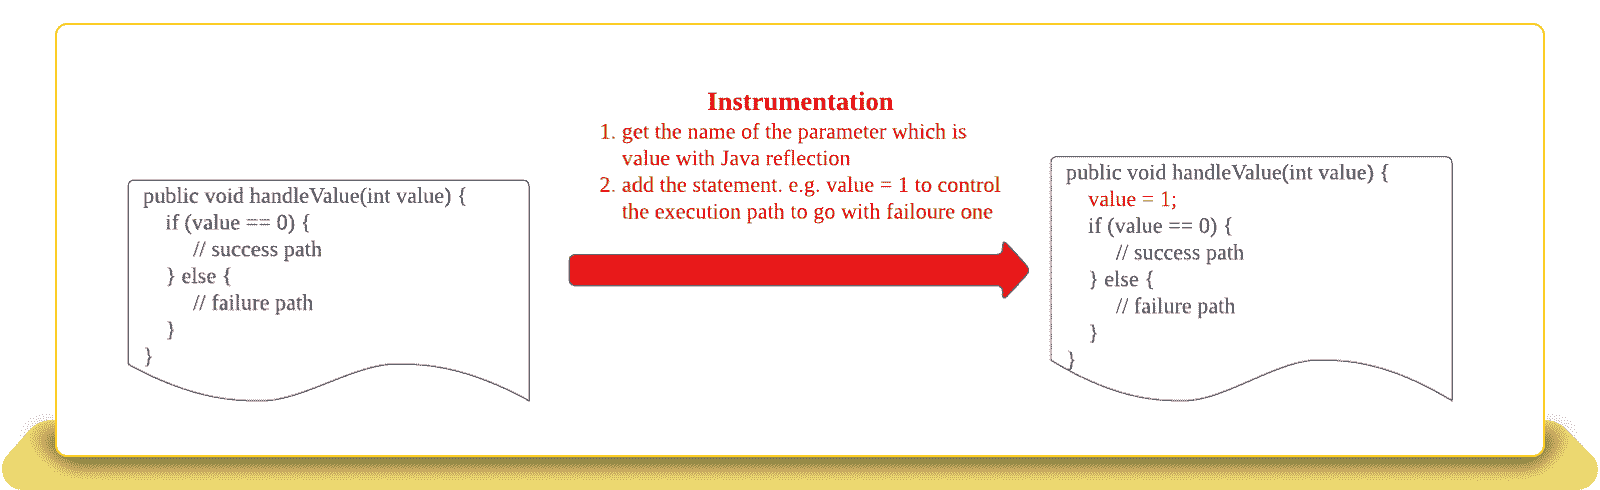 public void handleValue(int value) {
if (value == 0) {
// success path
} else {
// failure path
}
}
Instrumentation
1. get the name of the parameter which is
value with Java reflection
2. add the statement. e.g. value = 1 to control
the execution path to go with failoure one
public void handleValue(int value) {
value = 1;
if (value == 0) {
// success path
} else {
// failure path
}
}